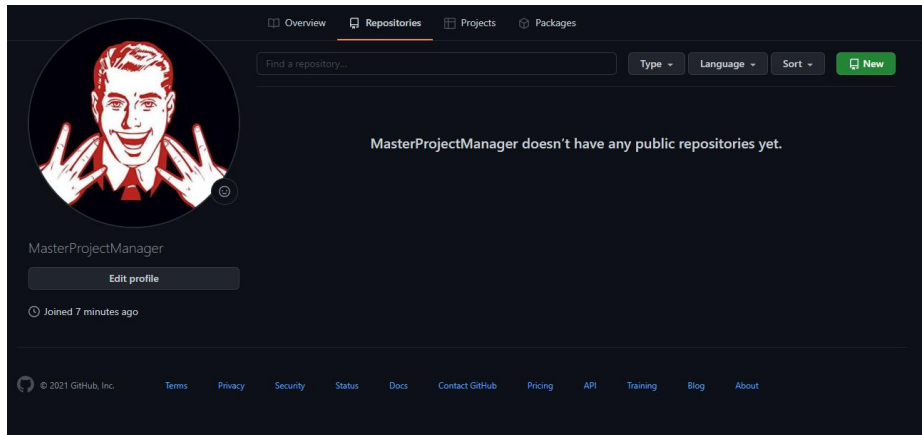 Overview Repositories Projects Packages
Find a repository...
Type Language Sort New
MasterProjectManager doesn't have any public repositories yet.
MasterProjectManager
Edit profile
Joined 7 minutes ago
© 2021 GitHub, Inc. Terms Privacy Security Status Docs Contact GitHub Pricing API Training Blog About